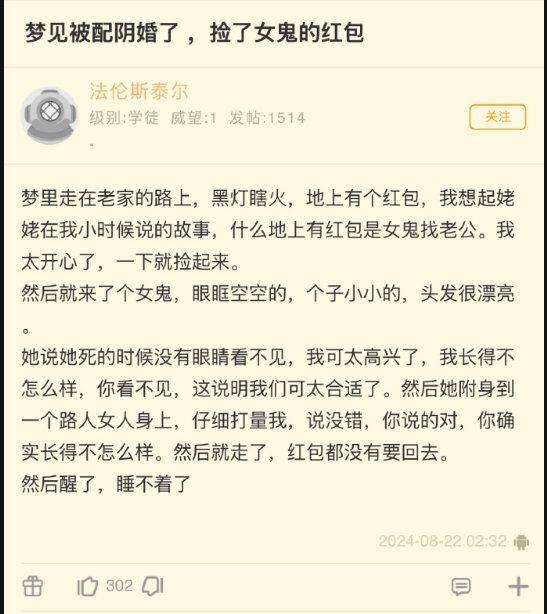 梦见被配阴婚了，捡了女鬼的红包
法伦斯泰尔
级别:学徒 威望:1 发帖:1514
关注
-
梦里走在老家的路上，黑灯瞎火，地上有个红包，我想起姥
姥在我小时候说的故事，什么地上有红包是女鬼找老公。我
太开心了，一下就捡起来。
然后就来了个女鬼，眼眶空空的，个子小小的，头发很漂亮
。
她说她死的时候没有眼睛看不见，我可太高兴了，我长得不
怎么样，你看不见，这说明我们可太合适了。然后她附身到
一个路人女人身上，仔细打量我，说没错，你说的对，你确
实长得不怎么样。然后就走了，红包都没有要回去。
然后醒了，睡不着了
2024-08-22 02:32
302